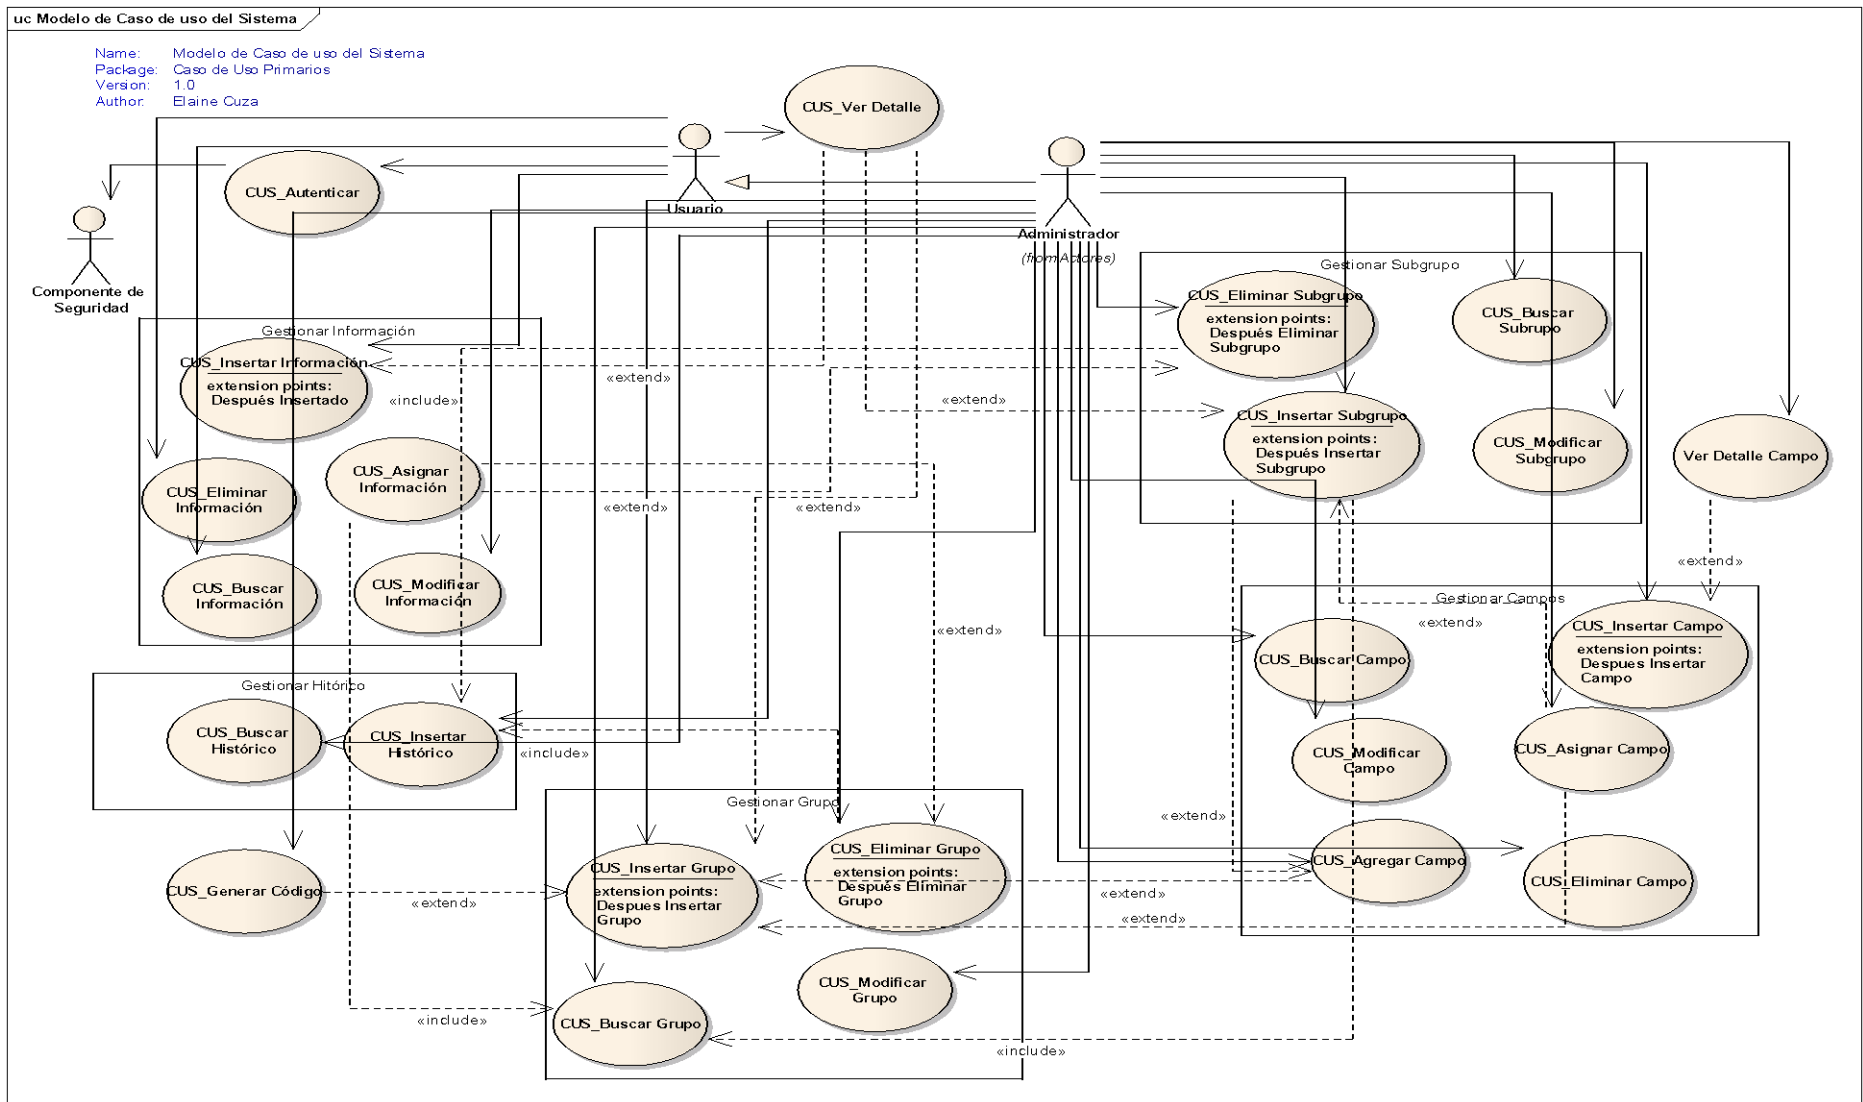 uc Modelo de Caso de uso del Sistema
Name: Modelo de Caso de uso del Sistema
Package: Caso de Uso Primarios
Version: 1.0
Author: Elaine Cuza
CUS_Ver Detalle
CUS_Autenticar
Usuario
Administrador
(from Actores)
Componente de
Seguridad
Gestionar Subgrupo
CUS_Eliminar Subgrupo
extension points:
Después Eliminar
Subgrupo
CUS_Buscar
Subrupo
CUS_Insertar Subgrupo
extension points:
Después Insertar
Subgrupo
CUS_Modificar
Subgrupo
Ver Detalle Campo
Gestionar Información
CUS_Insertar Información
extension points:
Después Insertado
CUS_Asignar
Información
CUS_Eliminar
Información
CUS_Buscar
Información
CUS_Modificar
Información
«extend»
«include»
«extend»
«extend»
«extend»
«extend»
«extend»
«extend»
Gestionar Campos
CUS_Insertar Campo
extension points:
Despues Insertar
Campo
CUS_Buscar Campo
CUS_Modificar
Campo
CUS_Asignar Campo
CUS_Agregar Campo
CUS_Eliminar Campo
Gestionar Hitórico
CUS_Buscar
Histórico
CUS_Insertar
Histórico
«include»
«extend»
Gestionar Grupo
CUS_Insertar Grupo
extension points:
Despues Insertar
Grupo
CUS_Eliminar Grupo
extension points:
Después Eliminar
Grupo
CUS_Generar Código
«extend»
«extend»
«extend»
CUS_Modificar
Grupo
CUS_Buscar Grupo
«include»
«include»